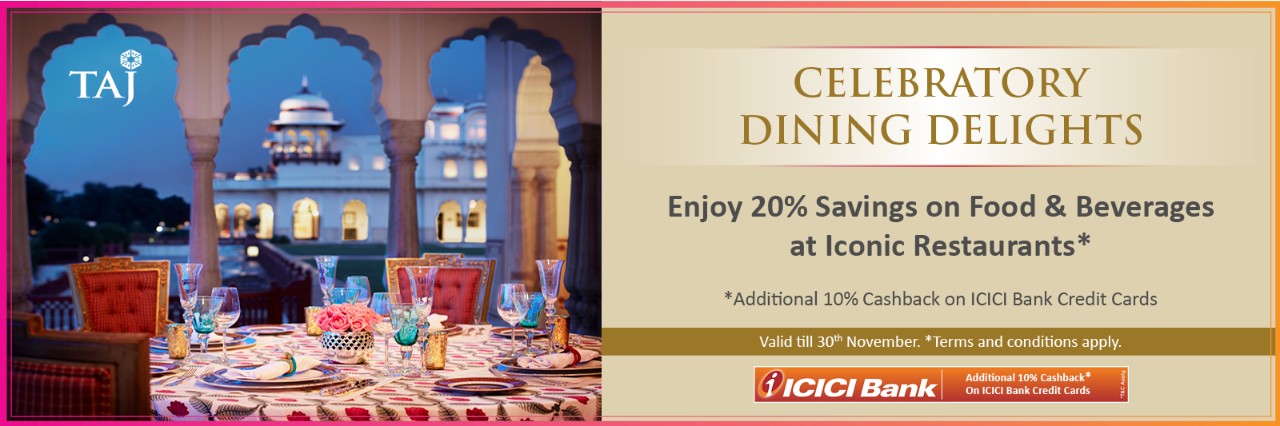 TAJ
CELEBRATORY
DINING DELIGHTS
Enjoy 20% Savings on Food & Beverages
at Iconic Restaurants*
*Additional 10% Cashback on ICICI Bank Credit Cards
Valid till 30th November. *Terms and conditions apply.
ICICI Bank
Additional 10% Cashback*
On ICICI Bank Credit Cards
*T&C Apply